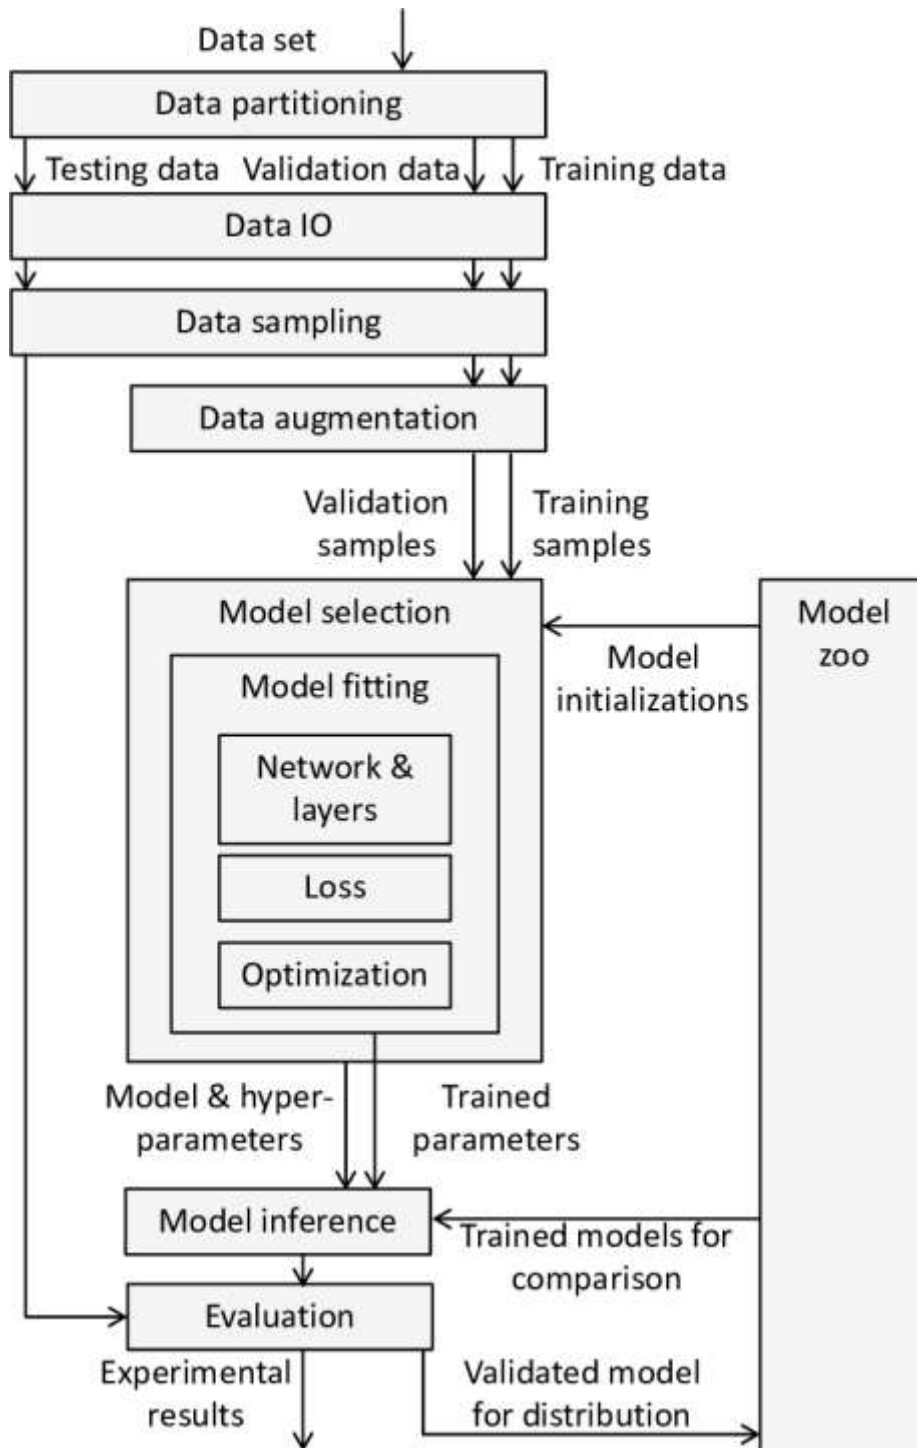 Data set
Data partitioning
Testing data
Validation data
Training data
Data IO
Data sampling
Data augmentation
Validation
samples
Training
samples
Model selection
Model
zoo
Model fitting
Model
initializations
Network &
layers
Loss
Optimization
Model & hyper-
parameters
Trained
parameters
Model inference
Trained models for
comparison
Evaluation
Experimental
results
Validated model
for distribution